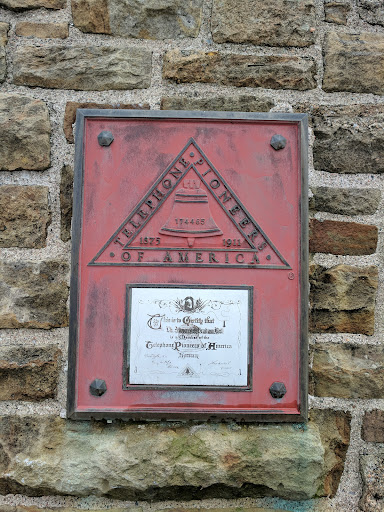 TELEPHONE PIONEERS
174465
1875 1911
OF AMERICA
This is to Certify that
is a Member of the
Telephone Pioneers of America